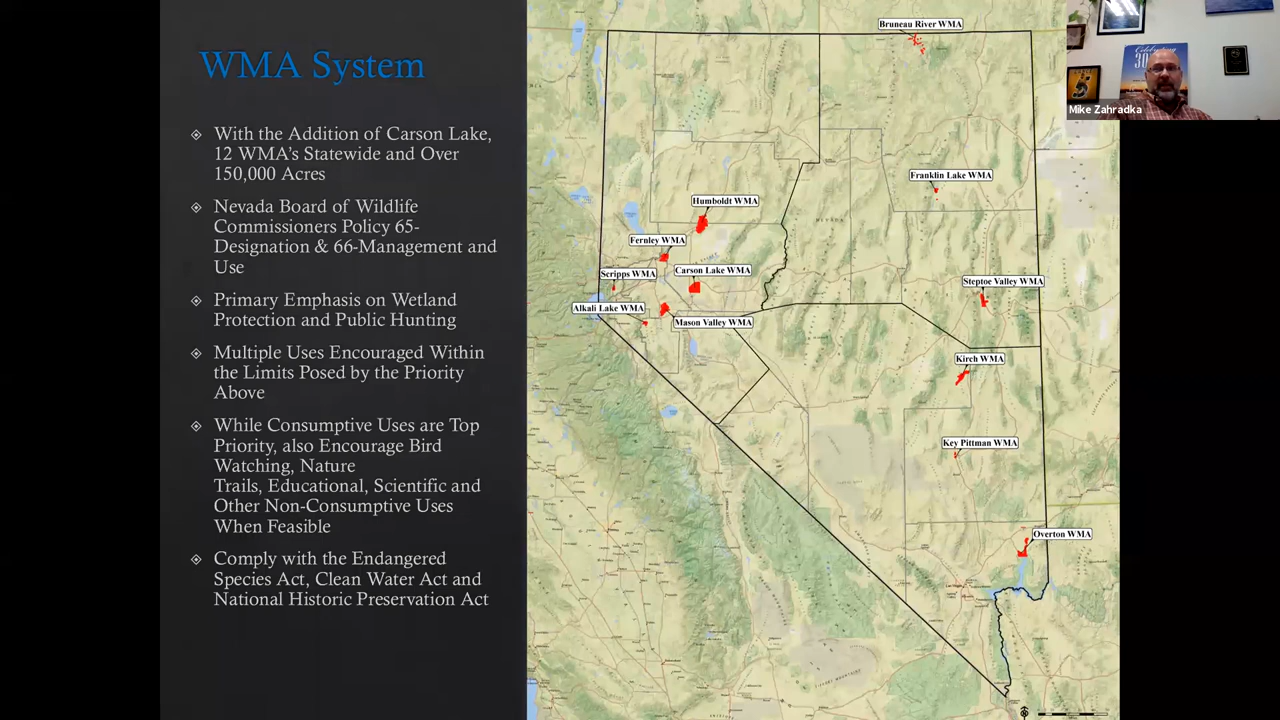 WMA System
With the Addition of Carson Lake,
12 WMA's Statewide and Over
150,000 Acres
Nevada Board of Wildlife
Commissioners Policy 65-
Designation & 66-Management and
Use
Primary Emphasis on Wetland
Protection and Public Hunting
Multiple Uses Encouraged Within
the Limits Posed by the Priority
Above
While Consumptive Uses are Top
Priority, also Encourage Bird
Watching, Nature
Trails, Educational, Scientific and
Other Non-Consumptive Uses
When Feasible
Comply with the Endangered
Species Act, Clean Water Act and
National Historic Preservation Act
Bruneau River WMA
Franklin Lake WMA
Humboldt WMA
Fernley WMA
Scripps WMA
Carson Lake WMA
Steptoe Valley WMA
Alkali Lake WMA
Mason Valley WMA
Kirch WMA
Key Pittman WMA
Overton WMA
Celebrating
30
Mike Zahradka